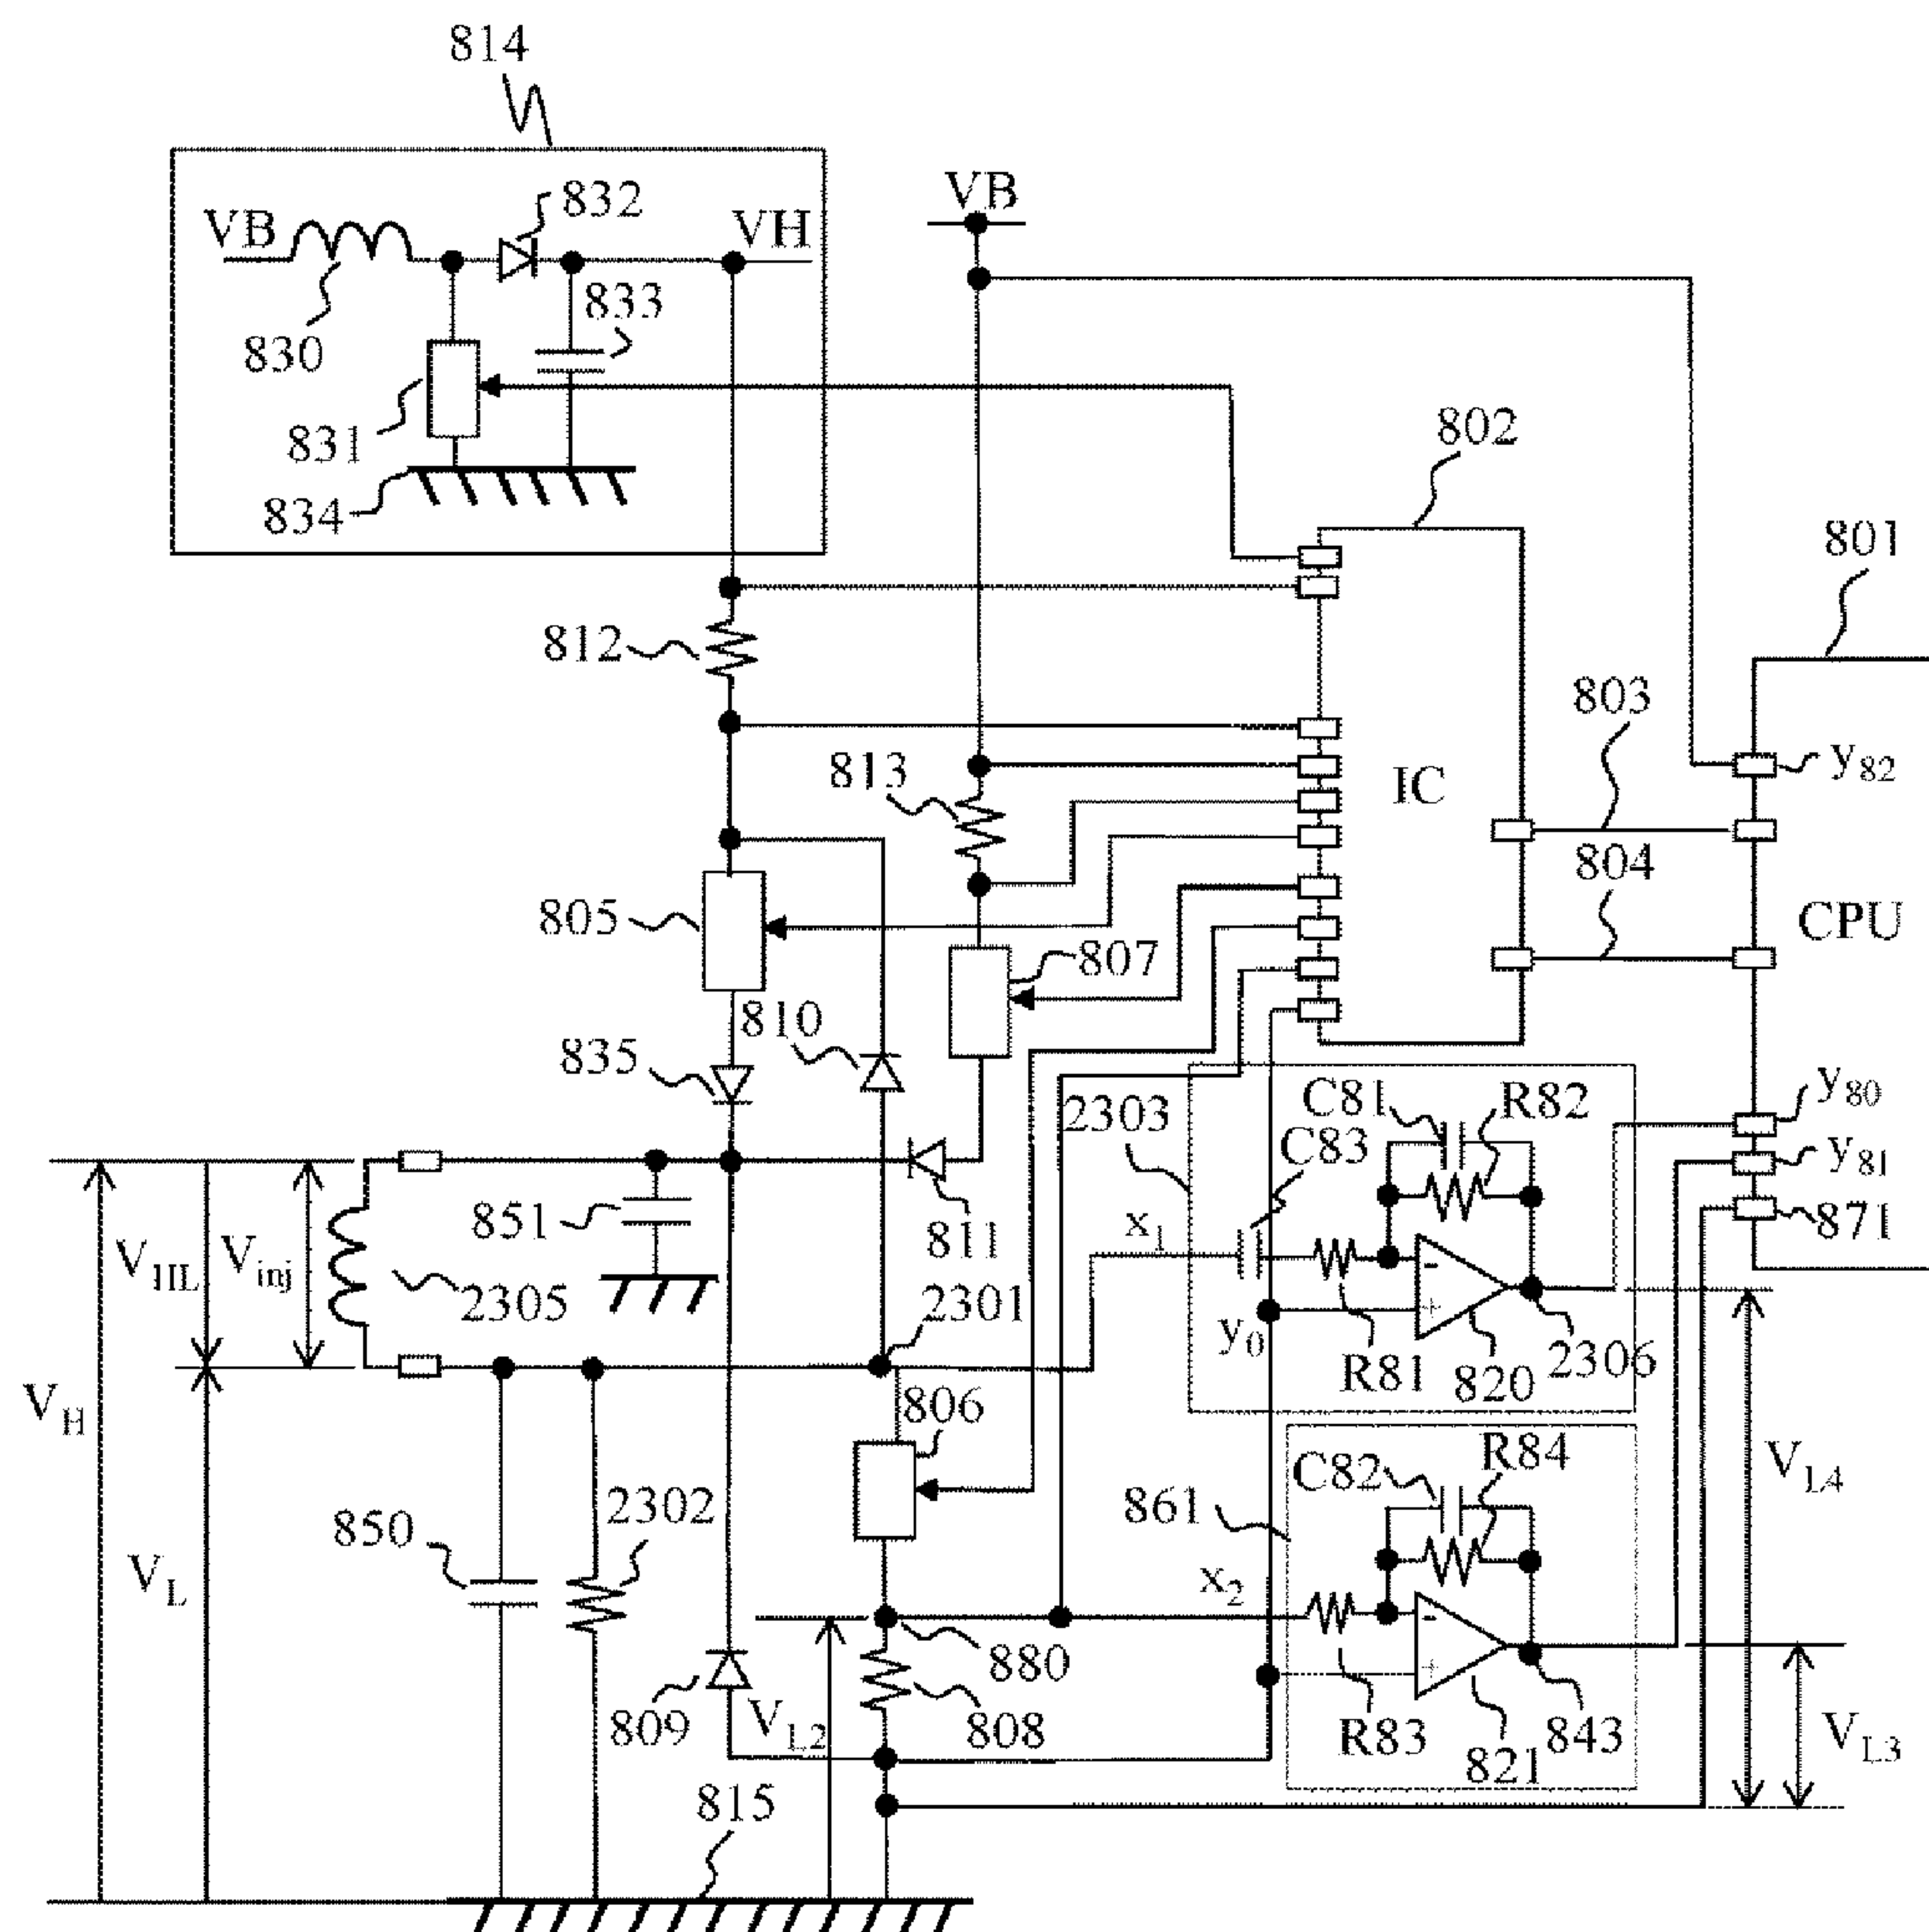 814
VB
832
VH
833
830
831
834
VB
802
801
812
803
813
IC
y82
804
805
CPU
807
810
835
y80
2303
C81
R82
C83
y81
871
851
811
x1
VHL
Vinj
2305
2301
y0
R81
820
2306
VH
806
C82
R84
VL4
850
2302
861
VL
x2
880
809
VL2
808
R83
821
843
VL3
815